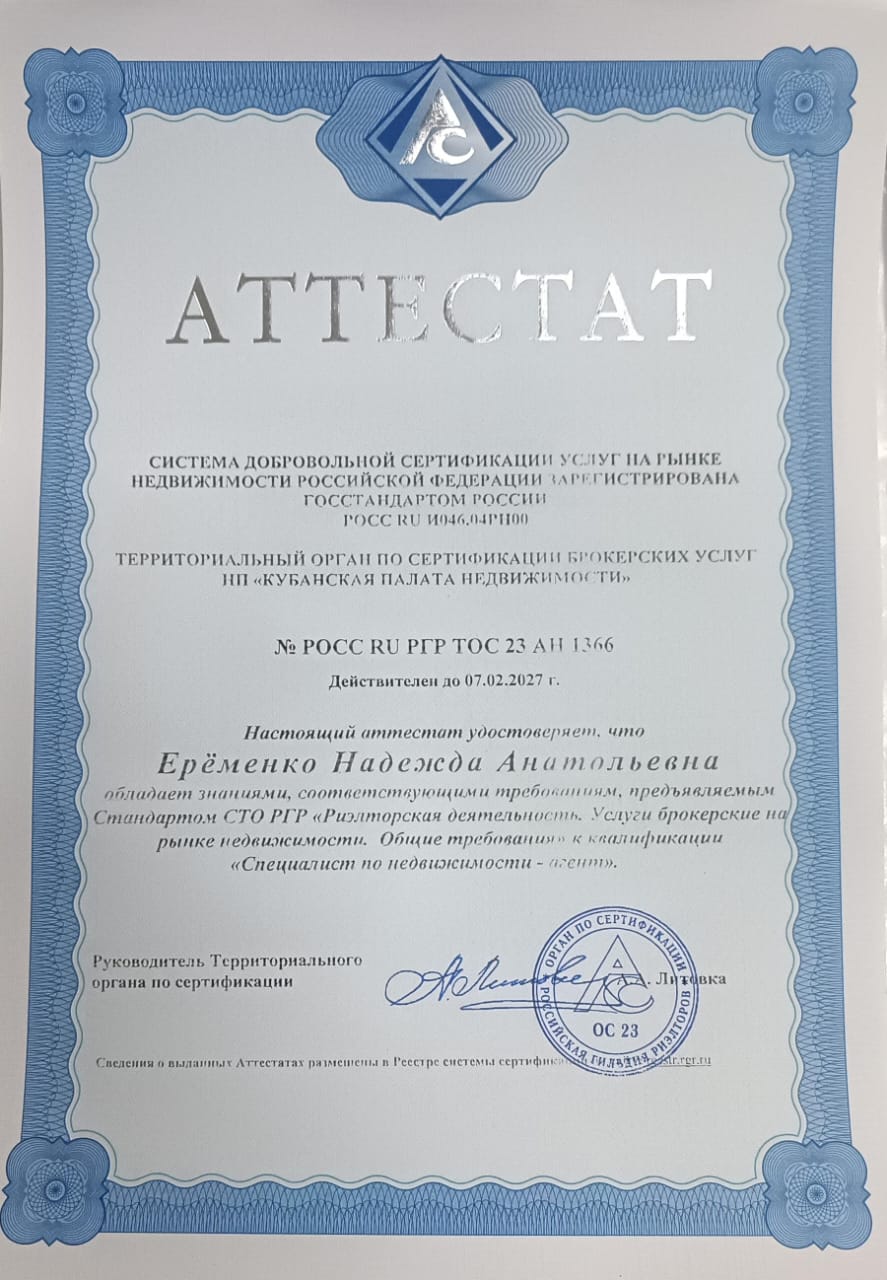 АС
АТТЕСТАТ
СИСТЕМА ДОБРОВОЛЬНОЙ СЕРТИФИКАЦИИ УСЛУГ НА РЫНКЕ
НЕДВИЖИМОСТИ РОССИЙСКОЙ ФЕДЕРАЦИИ ЗАРЕГИСТРИРОВАНА
ГОССТАНДАРТОМ РОССИИ
РОСС RU И046.04РН00
ТЕРРИТОРИАЛЬНЫЙ ОРГАН ПО СЕРТИФИКАЦИИ БРОКЕРСКИХ УСЛУГ
НП «КУБАНСКАЯ ПАЛАТА НЕДВИЖИМОСТИ»
№ РОСС RU РГР ТОС 23 АН 1366
Действителен до 07.02.2027 г.
Настоящий аттестат удостоверяет, что
Ерёменко Надежда Анатольевна
обладает знаниями, соответствующими требованиям, предъявляемым
Стандартом СТО РГР «Риэлторская деятельность. Услуги брокерские на
рынке недвижимости. Общие требования» к квалификации
«Специалист по недвижимости - агент».
Руководитель Территориального
органа по сертификации
А.А. Литовка
ОРГАН ПО СЕРТИФИКАЦИИ
РОССИЙСКАЯ ГИЛЬДИЯ РИЭЛТОРОВ
ОС 23
Сведения о выданных Аттестатах размещены в Реестре системы